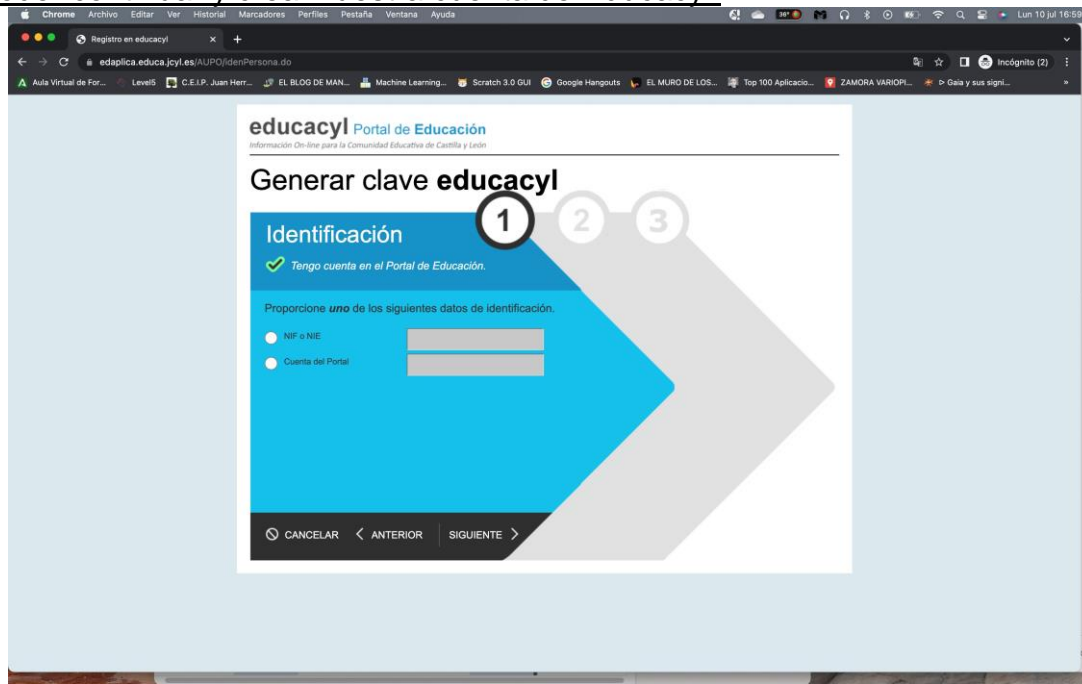 Chrome Archivo Editar Ver Historial Marcadores Perfiles Pestaña Ventana Ayuda
36° Lun 10 jul 16:59
Registro en educacyl × +
edaplica.educa.jcyl.es/AUPO/idenPersona.do
Incógnito (2)
Aula Virtual de For... Level5 C.E.I.P. Juan Herr... EL BLOG DE MAN... Machine Learning... Scratch 3.0 GUI Google Hangouts EL MURO DE LOS... Top 100 Aplicacio... ZAMORA VARIOPI... Gaia y sus signi... »
educacyl Portal de Educación
Información On-line para la Comunidad Educativa de Castilla y León
Generar clave educacyl
1 2 3
Identificación
Tengo cuenta en el Portal de Educación.
Proporcione uno de los siguientes datos de identificación.
NIF o NIE
Cuenta del Portal
CANCELAR ANTERIOR SIGUIENTE